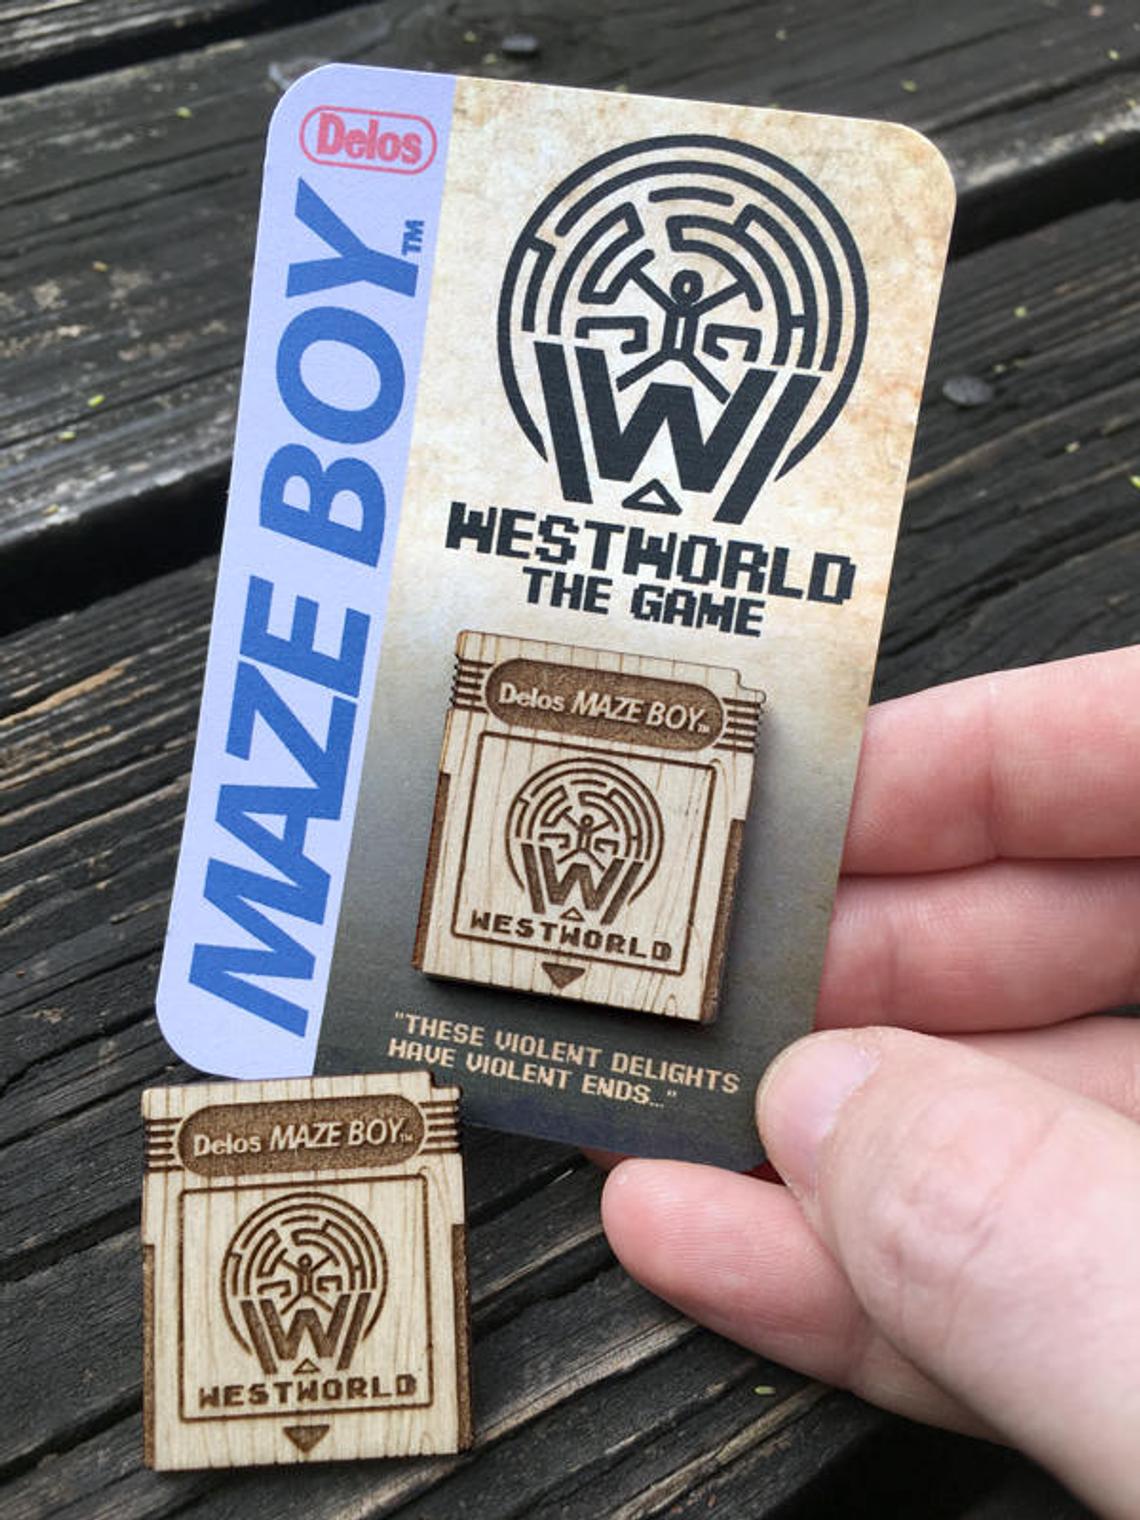 Delos
MAZE BOY™
WESTWORLD
THE GAME
Delos MAZE BOY™
W
WESTWORLD
"THESE VIOLENT DELIGHTS
HAVE VIOLENT ENDS..."
Delos MAZE BOY™
W
WESTWORLD